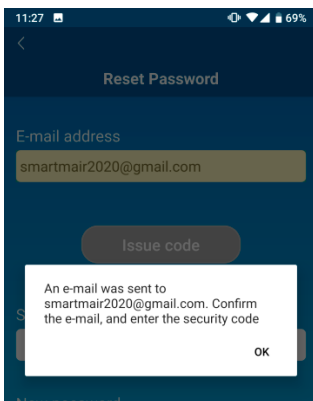 11:27 69%
Reset Password
E-mail address
smartmair2020@gmail.com
Issue code
An e-mail was sent to
smartmair2020@gmail.com. Confirm
the e-mail, and enter the security code
S
OK